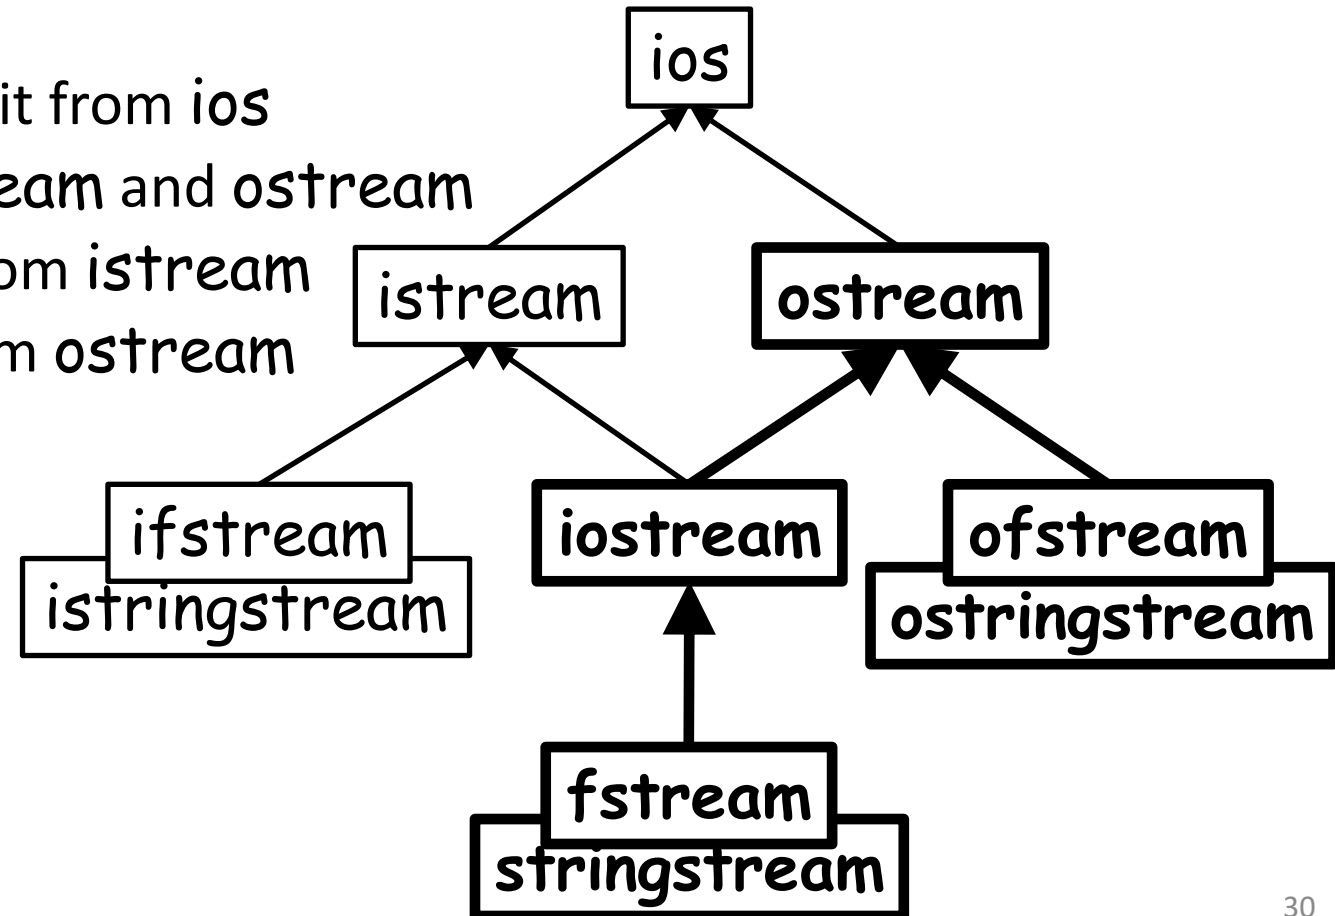 ios
it from ios
eam and ostream
om istream
m ostream
istream
ostream
ifstream
istringstream
iostream
ofstream
ostringstream
fstream
stringstream
30